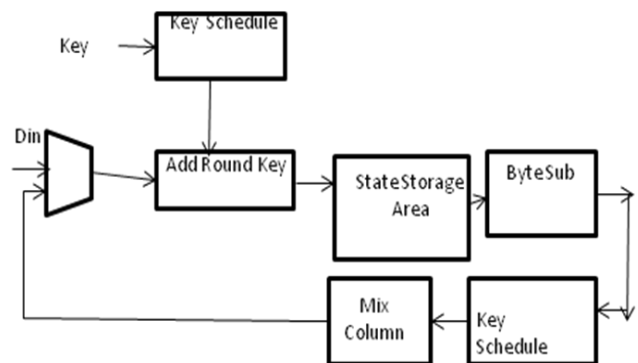 Key Schedule
Key
Din
Add Round Key
StateStorage
Area
ByteSub
Mix
Column
Key
Schedule